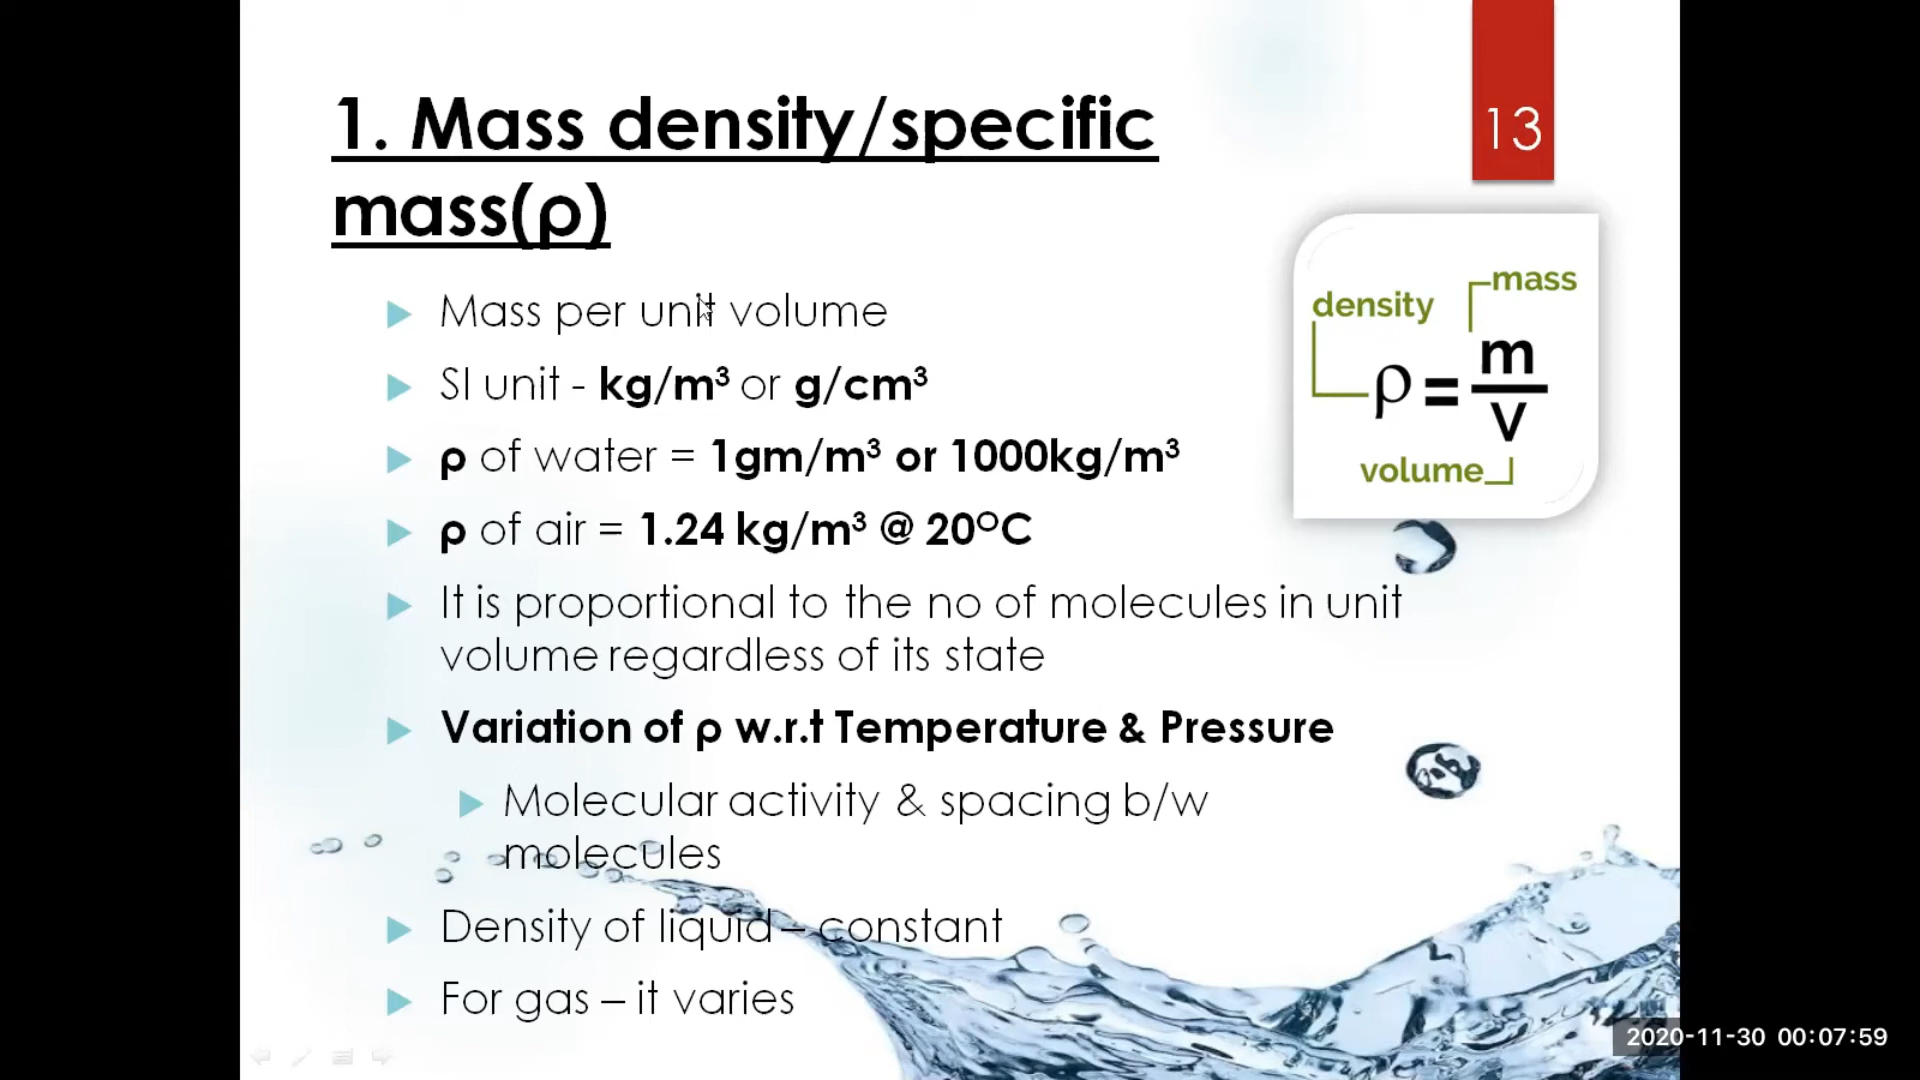 1. Mass density/specific
mass(ρ)
13
Mass per unit volume
SI unit - kg/m³ or g/cm³
ρ of water = 1gm/m³ or 1000kg/m³
ρ of air = 1.24 kg/m³ @ 20ᴼC
It is proportional to the no of molecules in unit
volume regardless of its state
Variation of ρ w.r.t Temperature & Pressure
Molecular activity & spacing b/w
molecules
Density of liquid – constant
For gas – it varies
mass
density
ρ = m
V
volume
2020-11-30 00:07:59